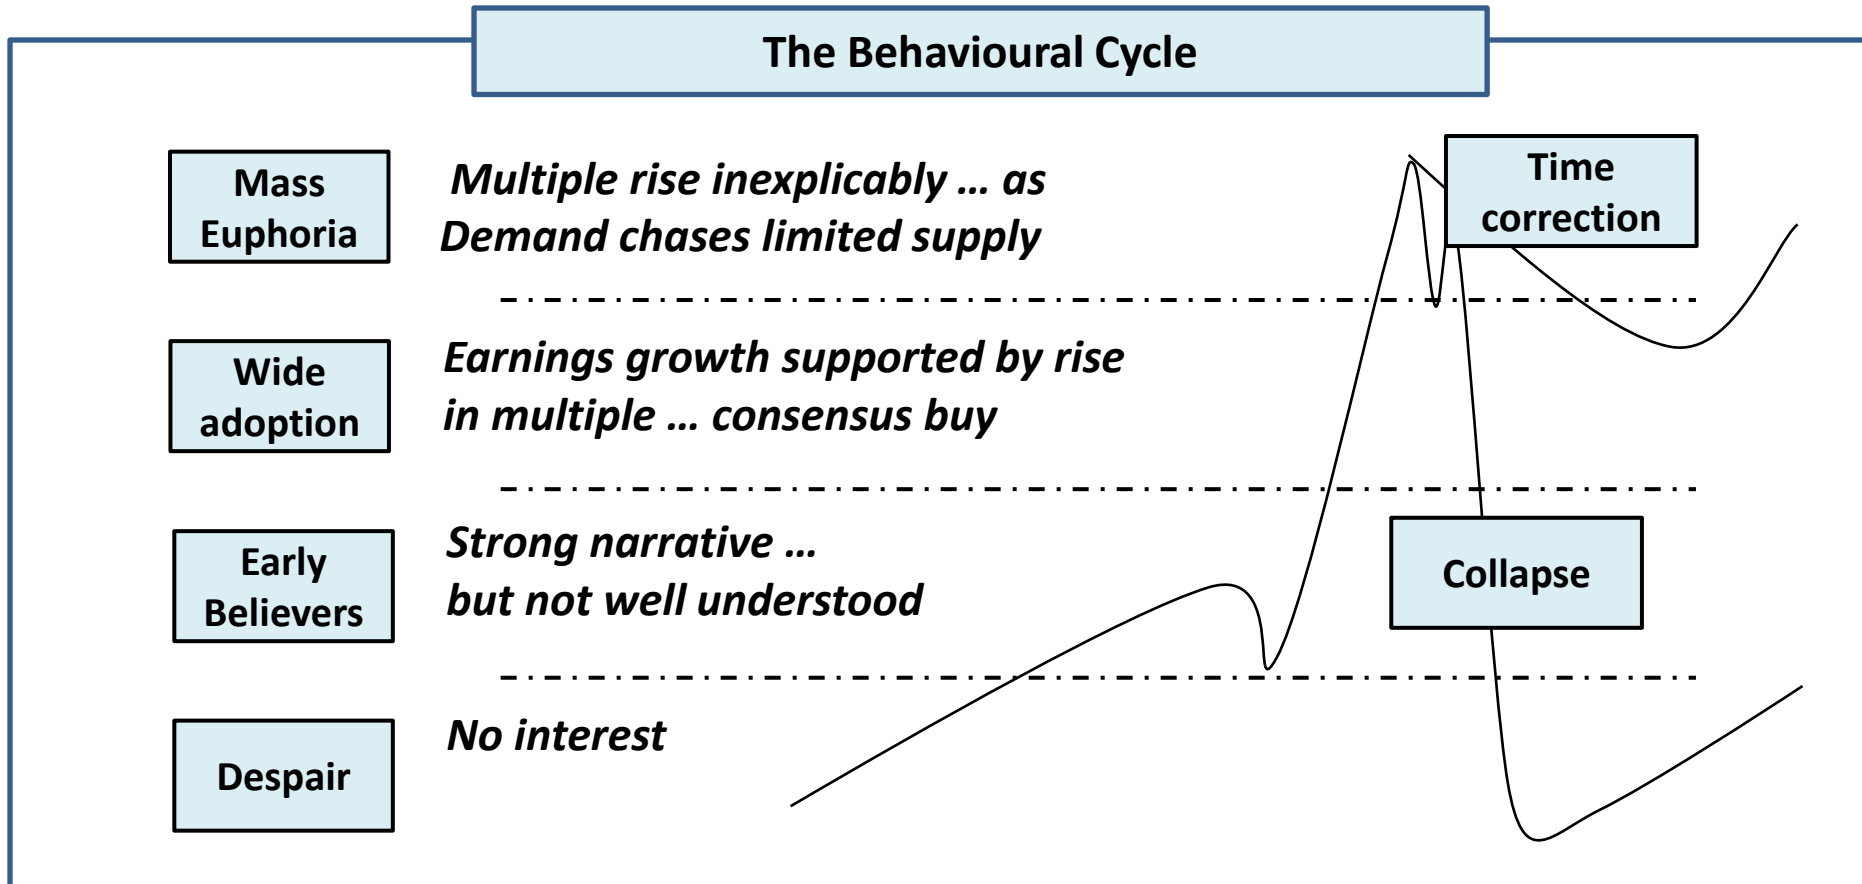 The Behavioural Cycle
Mass
Euphoria
Multiple rise inexplicably … as
Demand chases limited supply
Time
correction
Wide
adoption
Earnings growth supported by rise
in multiple … consensus buy
Early
Believers
Strong narrative …
but not well understood
Collapse
Despair
No interest